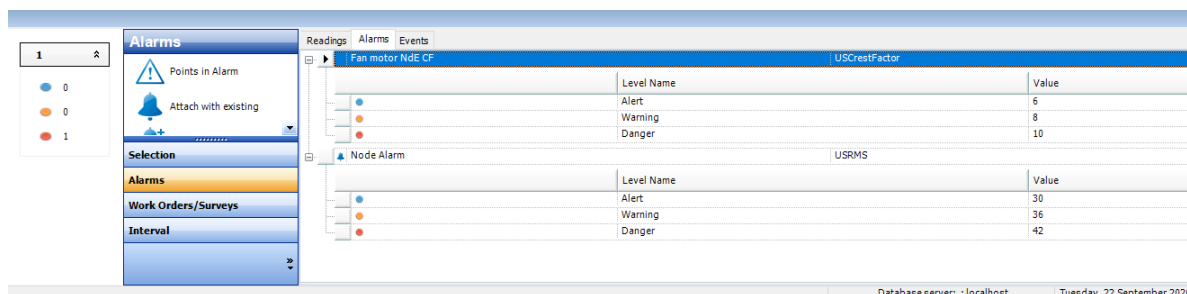 1
0
0
1
Alarms
Points in Alarm
Attach with existing
Selection
Alarms
Work Orders/Surveys
Interval
Readings Alarms Events
Fan motor NdE CF USCrestFactor
Level Name Value
Alert 6
Warning 8
Danger 10
Node Alarm USRMS
Level Name Value
Alert 30
Warning 36
Danger 42
Database server: : localhost Tuesday, 22 September 202